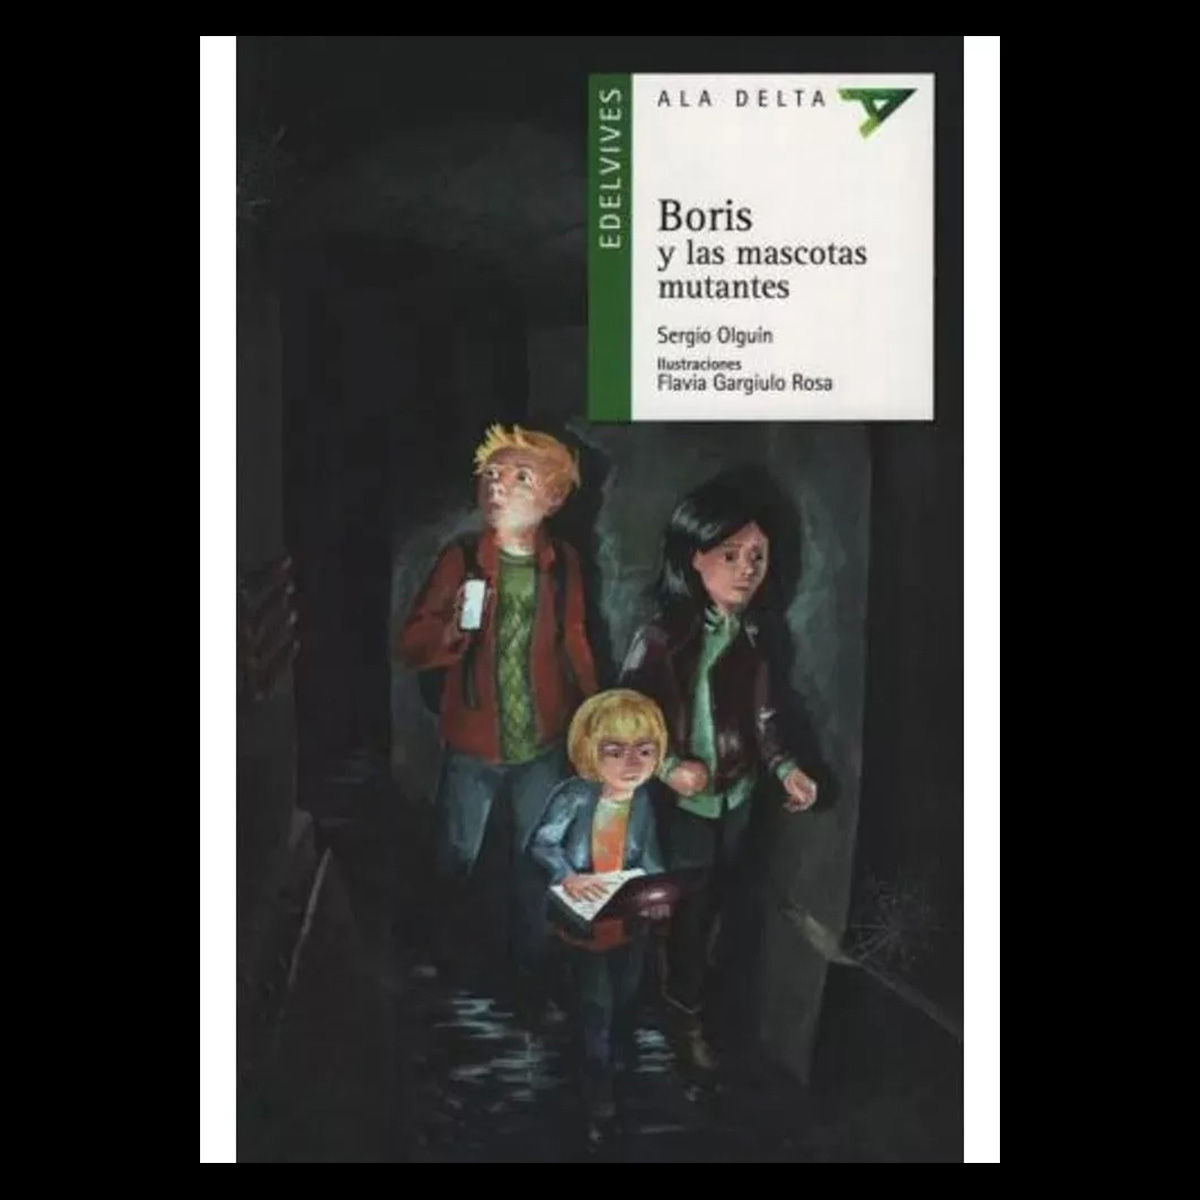 EDELVIVES
ALA DELTA
Boris
y las mascotas
mutantes
Sergio Olguín
Ilustraciones
Flavia Gargiulo Rosa